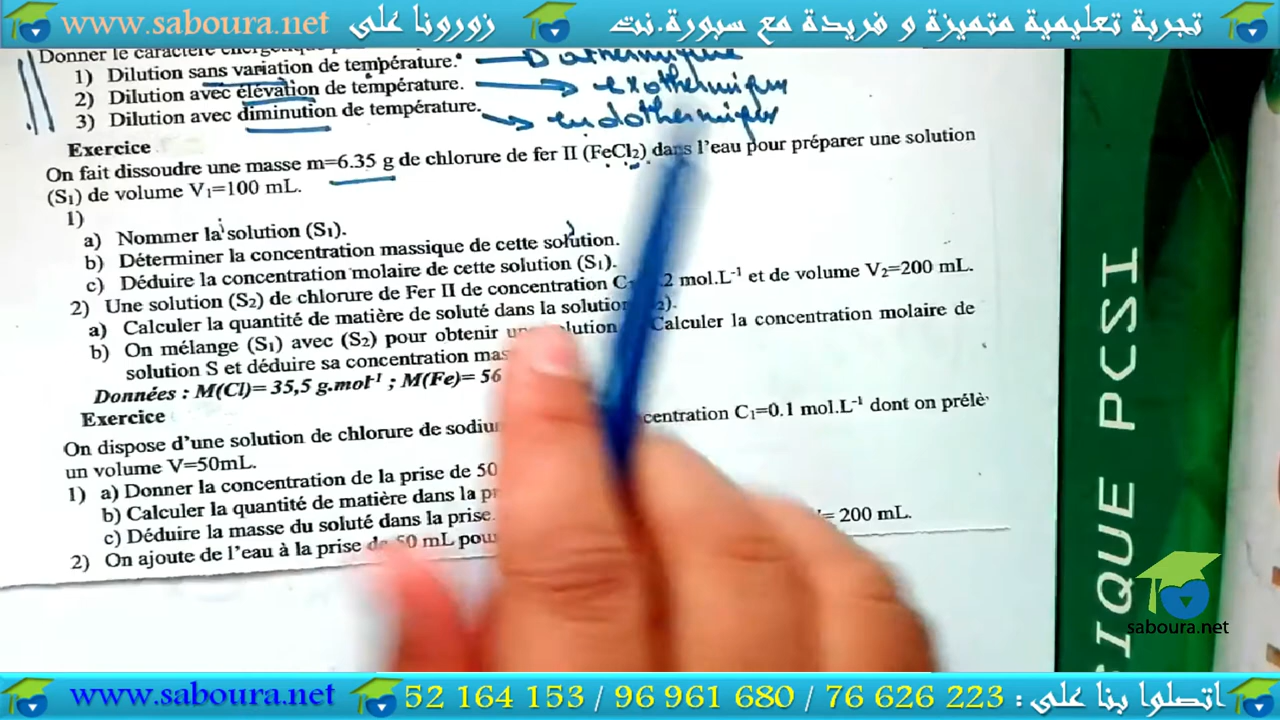 www.saboura.net زورونا على تجربة تعليمية متميزة و فريدة مع سبورة.نت
Donner le caractère
1) Dilution sans variation de température. athermique
2) Dilution avec élévation de température. exothermique
3) Dilution avec diminution de température. endothermique
Exercice
On fait dissoudre une masse m=6.35 g de chlorure de fer II (FeCl₂) dans l'eau pour préparer une solution
(S₁) de volume V₁=100 mL.
1)
a) Nommer la solution (S₁).
b) Déterminer la concentration massique de cette solution.
c) Déduire la concentration molaire de cette solution (S₁).
2) Une solution (S₂) de chlorure de Fer II de concentration C 2 mol.L⁻¹ et de volume V₂=200 mL.
a) Calculer la quantité de matière de soluté dans la solution
b) On mélange (S₁) avec (S₂) pour obtenir une solution Calculer la concentration molaire de
solution S et déduire sa concentration mas
Données : M(Cl)= 35,5 g.mol⁻¹ ; M(Fe)= 56
Exercice
On dispose d'une solution de chlorure de sodiu centration C₁=0.1 mol.L⁻¹ dont on prélè
un volume V=50mL.
1) a) Donner la concentration de la prise de 50
b) Calculer la quantité de matière dans la pr
c) Déduire la masse du soluté dans la prise.
2) On ajoute de l'eau à la prise de 50 mL pou = 200 mL.
IQUE PCSI
saboura.net
www.saboura.net 52 164 153 / 96 961 680 / 76 626 223 اتصلوا بنا على :